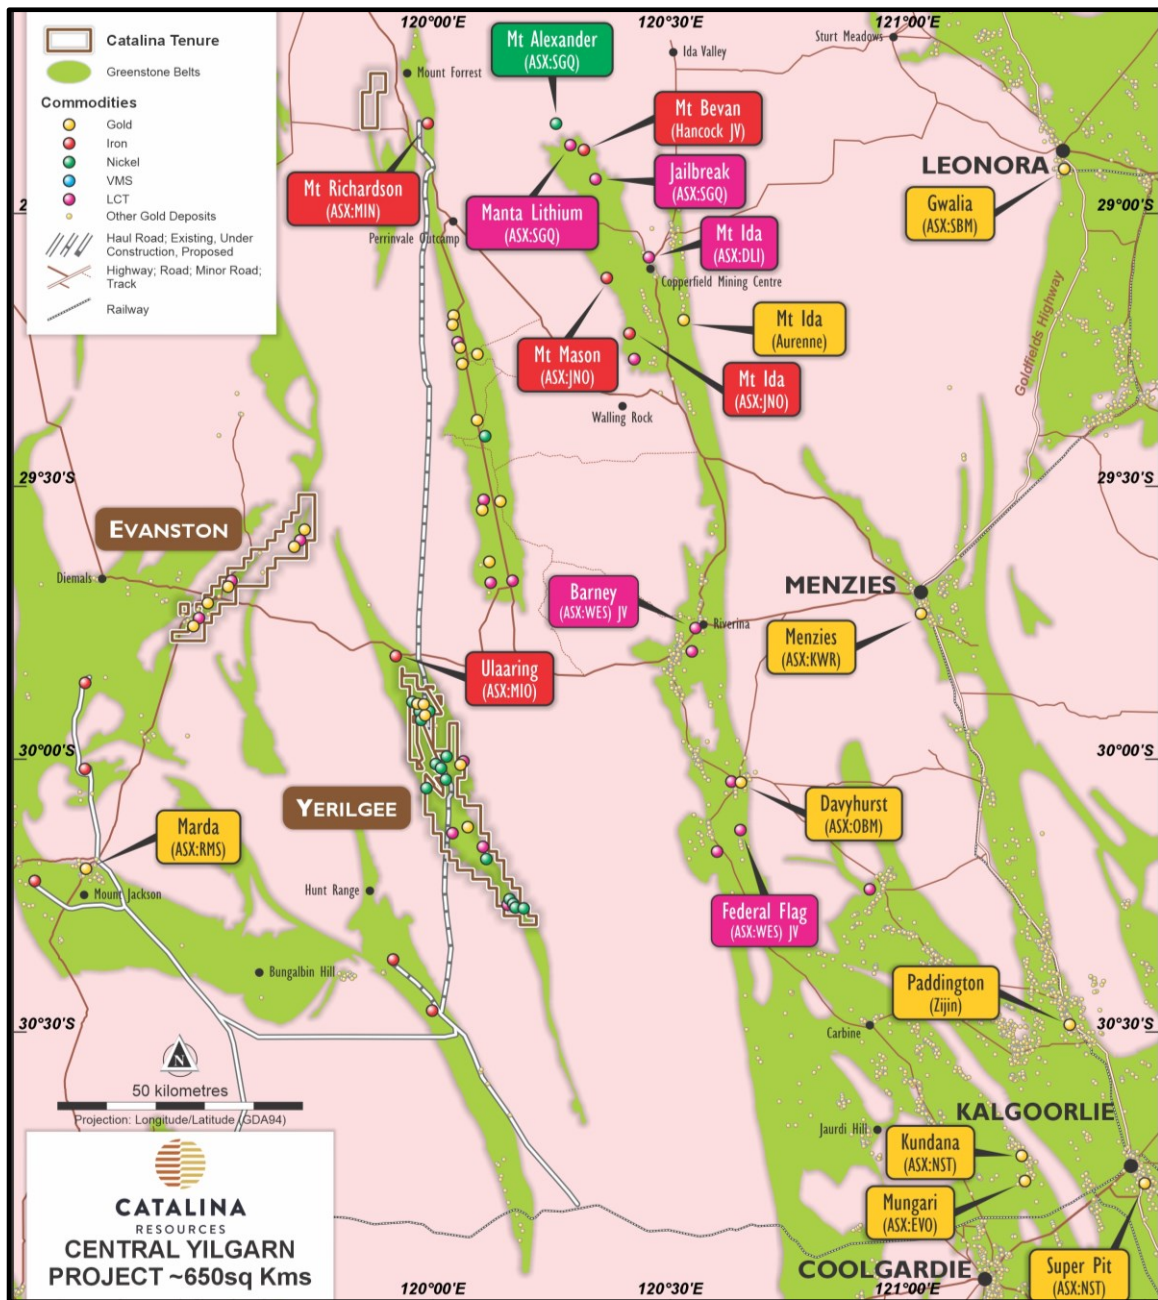 120°00'E
120°30'E
121°00'E
Catalina Tenure
Greenstone Belts
Commodities
Gold
Iron
Nickel
VMS
LCT
Other Gold Deposits
Haul Road; Existing, Under
Construction, Proposed
Highway; Road; Minor Road;
Track
Railway
Mt Alexander
(ASX:SGQ)
Ida Valley
Sturt Meadows
Mount Forrest
Mt Bevan
(Hancock JV)
LEONORA
Jailbreak
(ASX:SGQ)
Mt Richardson
(ASX:MIN)
Manta Lithium
(ASX:SGQ)
Gwalia
(ASX:SBM)
29°00'S
Perrinvale Outcamp
Mt Ida
(ASX:DLI)
Copperfield Mining Centre
Mt Ida
(Aurenne)
Goldfields Highway
Mt Mason
(ASX:JNO)
Mt Ida
(ASX:JNO)
Walling Rock
29°30'S
29°30'S
EVANSTON
Diemals
MENZIES
Barney
(ASX:WES) JV
Riverina
Menzies
(ASX:KWR)
Ulaaring
(ASX:MIO)
30°00'S
30°00'S
YERILGEE
Davyhurst
(ASX:OBM)
Marda
(ASX:RMS)
Mount Jackson
Hunt Range
Federal Flag
(ASX:WES) JV
Bungalbin Hill
Paddington
(Zijin)
30°30'S
30°30'S
Carbine
N
50 kilometres
Projection: Longitude/Latitude (GDA94)
KALGOORLIE
Jaurdi Hill
Kundana
(ASX:NST)
Mungari
(ASX:EVO)
CATALINA
RESOURCES
CENTRAL YILGARN
PROJECT ~650sq Kms
COOLGARDIE
Super Pit
(ASX:NST)
120°00'E
120°30'E
121°00'E